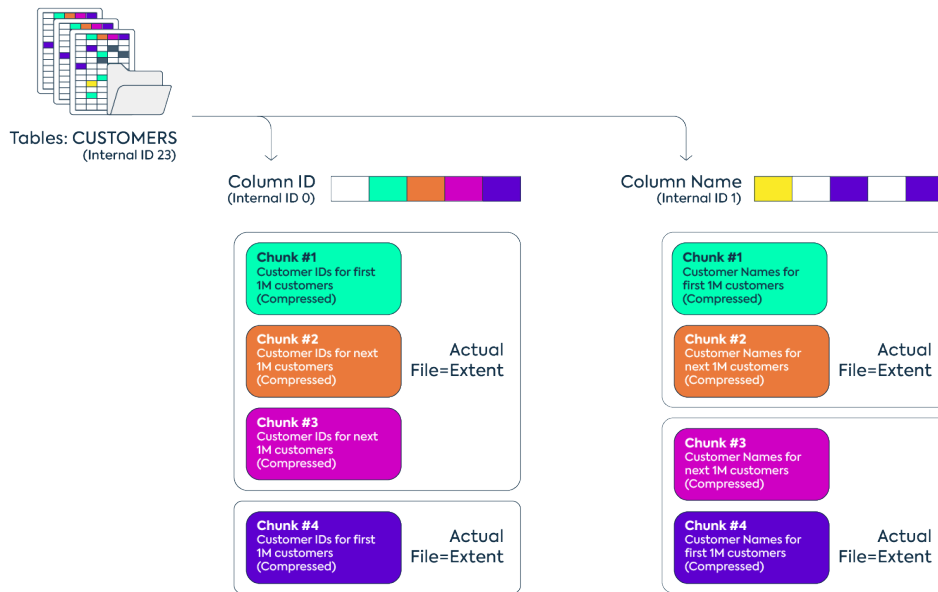 Tables: CUSTOMERS
(Internal ID 23)
Column ID
(Internal ID 0)
Chunk #1
Customer IDs for first
1M customers
(Compressed)
Chunk #2
Customer IDs for next
1M customers
(Compressed)
Chunk #3
Customer IDs for next
1M customers
(Compressed)
Actual
File=Extent
Chunk #4
Customer IDs for first
1M customers
(Compressed)
Actual
File=Extent
Column Name
(Internal ID 1)
Chunk #1
Customer Names for
first 1M customers
(Compressed)
Chunk #2
Customer Names for
next 1M customers
(Compressed)
Actual
File=Extent
Chunk #3
Customer Names for
next 1M customers
(Compressed)
Chunk #4
Customer Names for
first 1M customers
(Compressed)
Actual
File=Extent